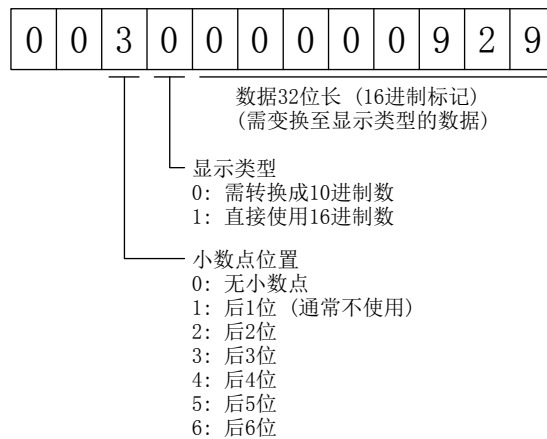 0 0 3 0 0 0 0 0 0 9 2 9
数据32位长 (16进制标记)
(需变换至显示类型的数据)
显示类型
0: 需转换成10进制数
1: 直接使用16进制数
小数点位置
0: 无小数点
1: 后1位 (通常不使用)
2: 后2位
3: 后3位
4: 后4位
5: 后5位
6: 后6位